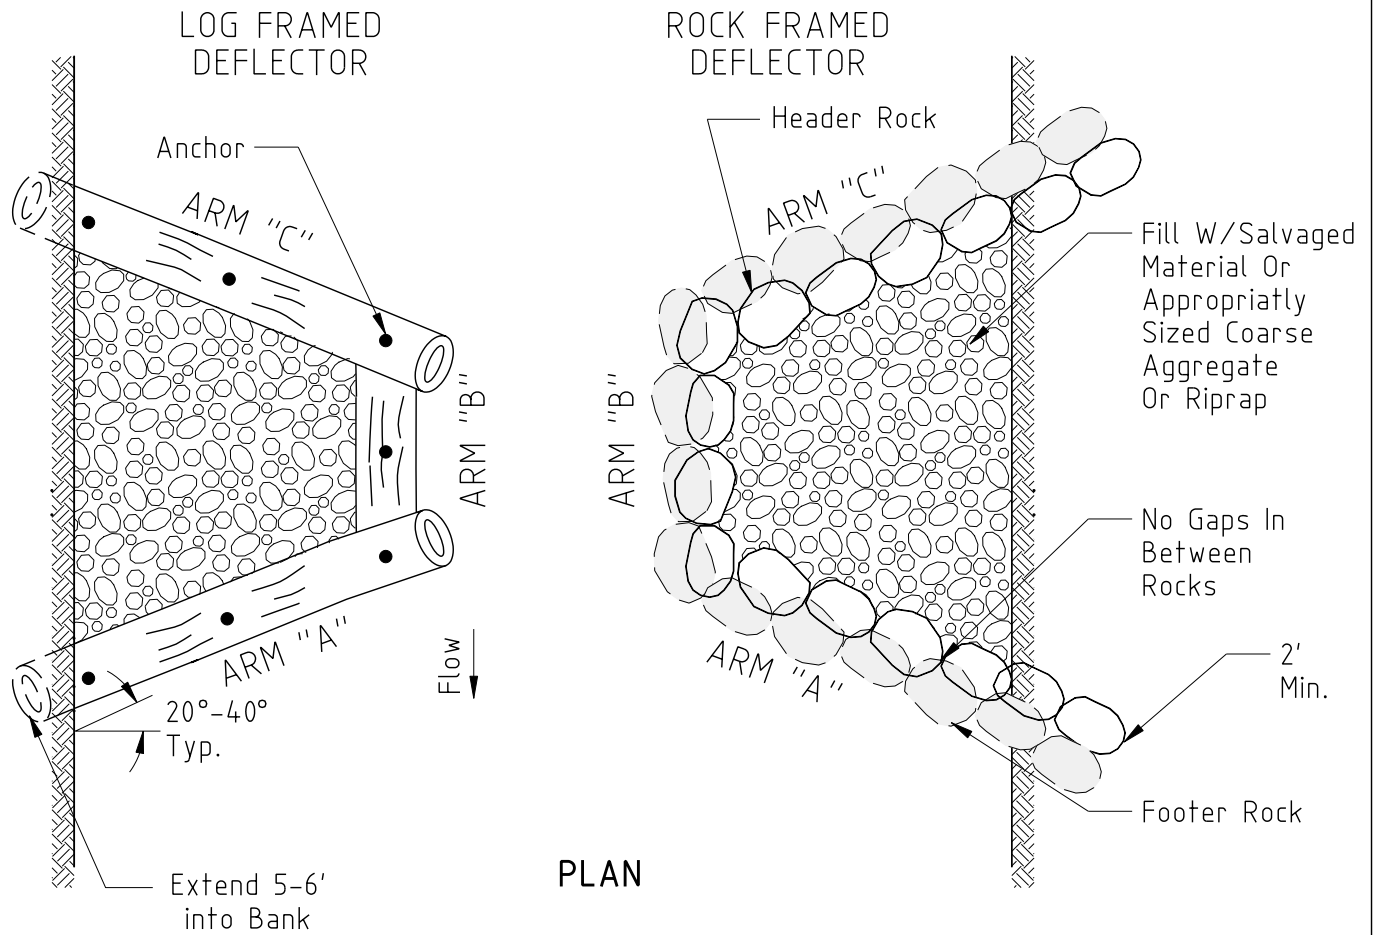 LOG FRAMED
DEFLECTOR
ROCK FRAMED
DEFLECTOR
Anchor
ARM "C"
ARM "B"
ARM "A"
Flow
20°-40°
Typ.
Extend 5-6'
into Bank
Header Rock
ARM "C"
ARM "B"
ARM "A"
Fill W/Salvaged
Material Or
Appropriatly
Sized Coarse
Aggregate
Or Riprap
No Gaps In
Between
Rocks
2'
Min.
Footer Rock
PLAN